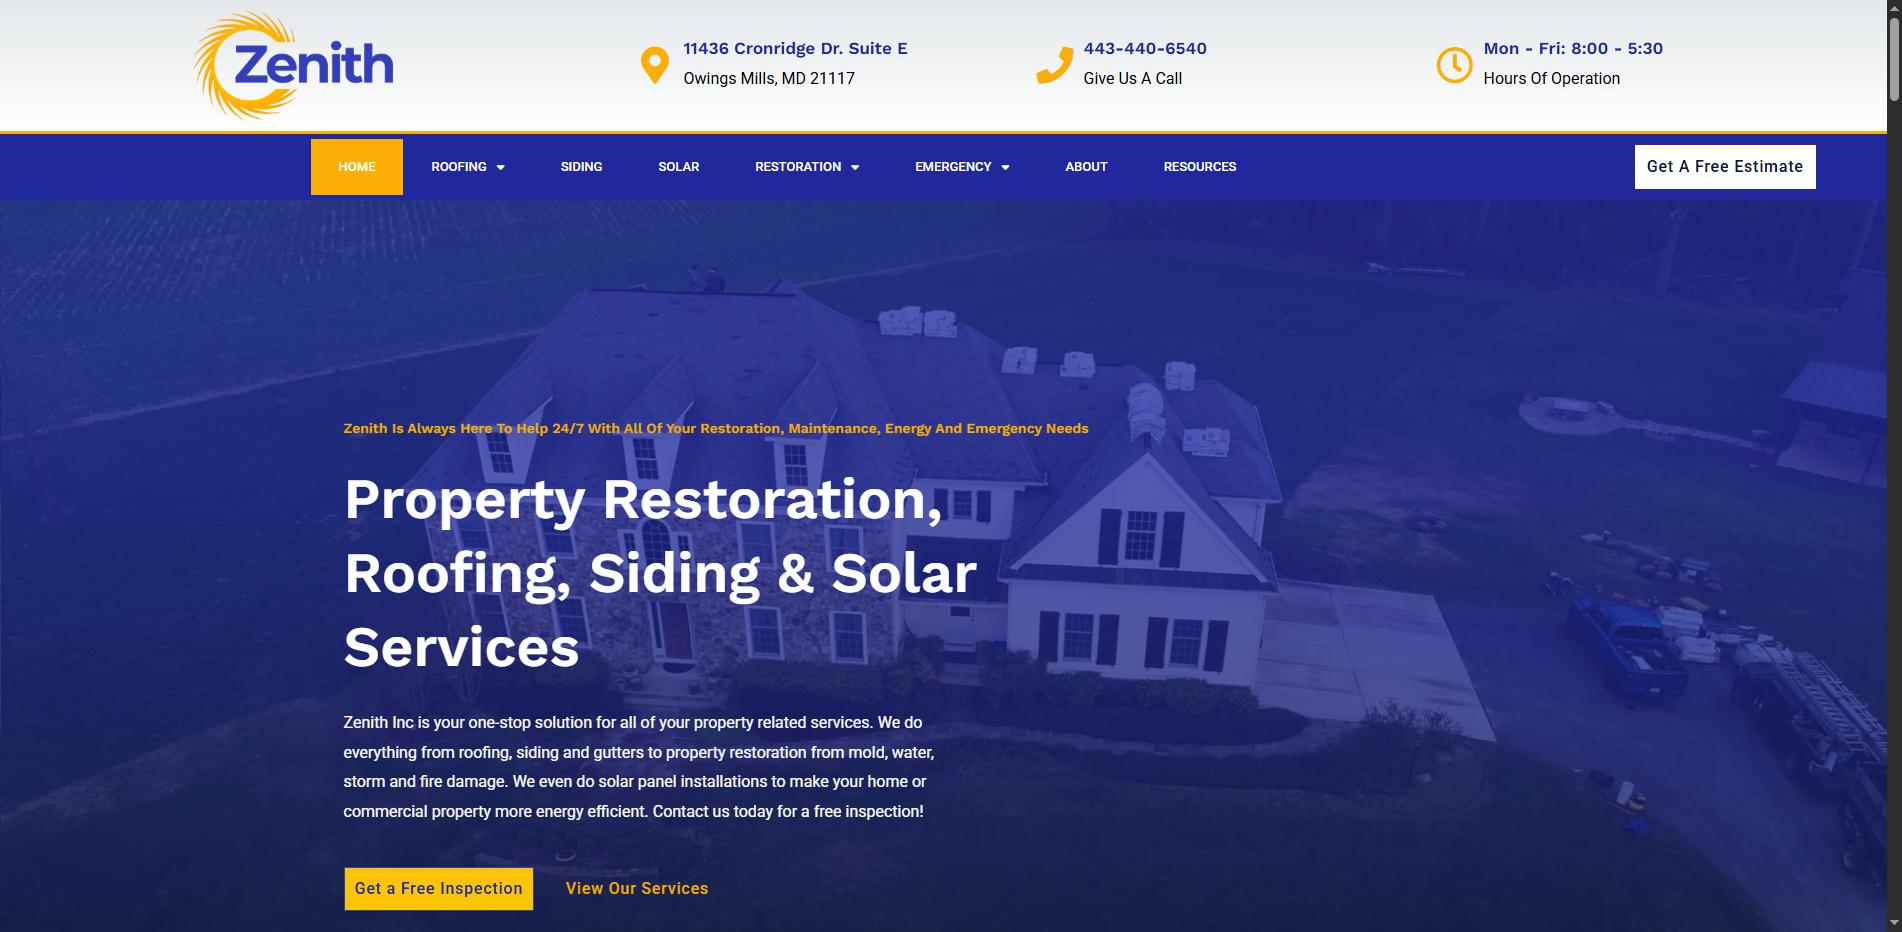 Zenith
11436 Cronridge Dr. Suite E
Owings Mills, MD 21117
443-440-6540
Give Us A Call
Mon - Fri: 8:00 - 5:30
Hours Of Operation
HOME
ROOFING
SIDING
SOLAR
RESTORATION
EMERGENCY
ABOUT
RESOURCES
Get A Free Estimate
Zenith Is Always Here To Help 24/7 With All Of Your Restoration, Maintenance, Energy And Emergency Needs
Property Restoration,
Roofing, Siding & Solar
Services
Zenith Inc is your one-stop solution for all of your property related services. We do
everything from roofing, siding and gutters to property restoration from mold, water,
storm and fire damage. We even do solar panel installations to make your home or
commercial property more energy efficient. Contact us today for a free inspection!
Get a Free Inspection
View Our Services